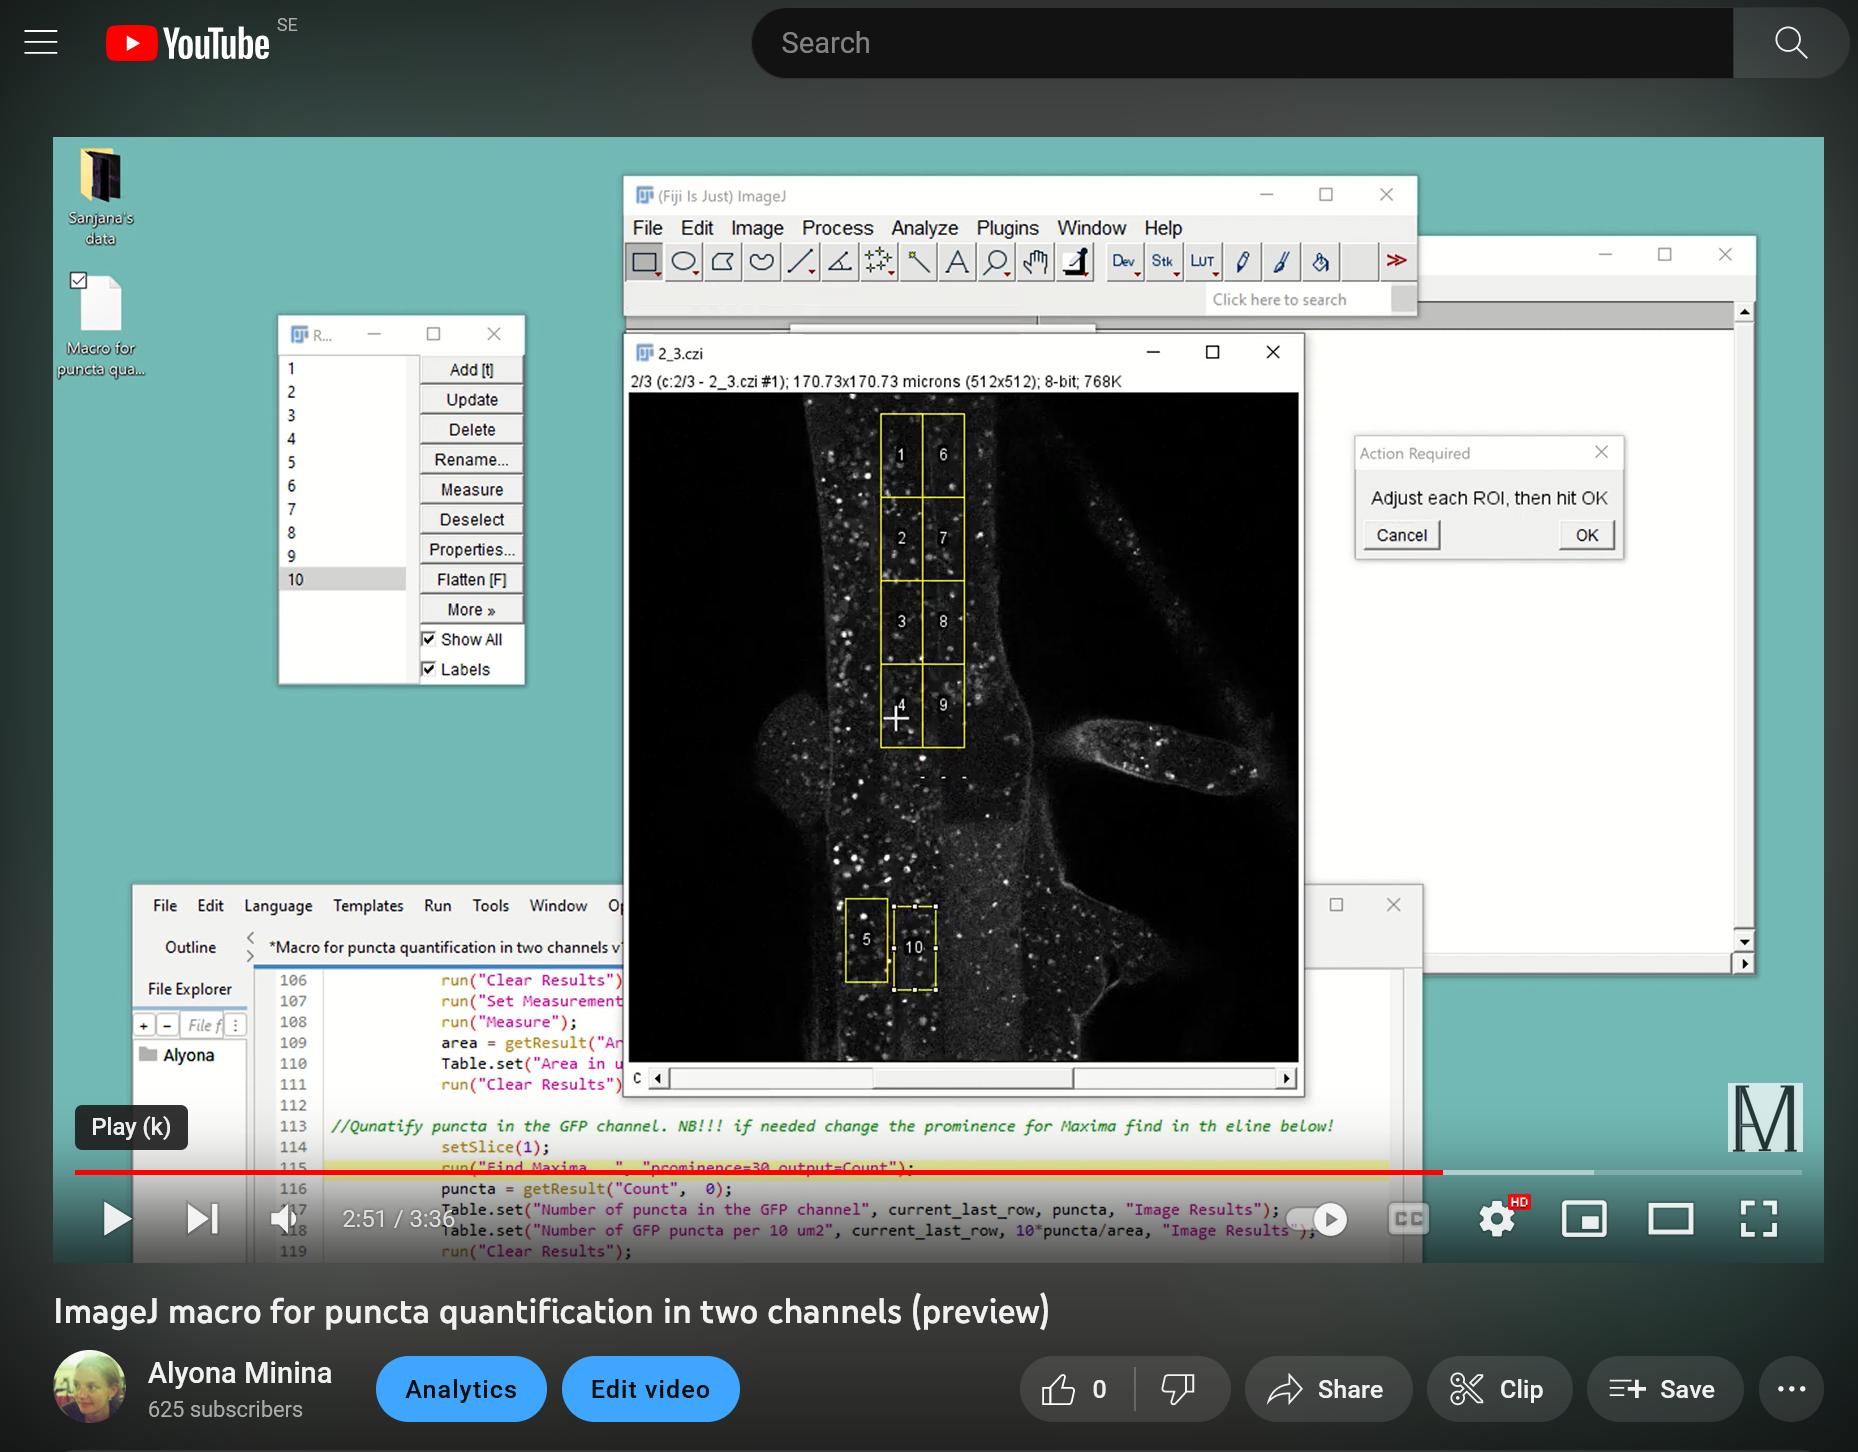 YouTube SE
Search
Sanjana's
data
Macro for
puncta qua...
(Fiji Is Just) ImageJ
File Edit Image Process Analyze Plugins Window Help
Dev Stk LUT
Click here to search
R...
1
2
3
4
5
6
7
8
9
10
Add [t]
Update
Delete
Rename...
Measure
Deselect
Properties...
Flatten [F]
More »
Show All
Labels
2_3.czi
2/3 (c:2/3 - 2_3.czi #1); 170.73x170.73 microns (512x512); 8-bit; 768K
1 6
2 7
3 8
4 9
5 10
C
Action Required
Adjust each ROI, then hit OK
Cancel OK
File Edit Language Templates Run Tools Window
Outline
*Macro for puncta quantification in two channels
File Explorer
+ - File f
Alyona
106 run("Clear Results")
107 run("Set Measurement
108 run("Measure");
109 area = getResult("Ar
110 Table.set("Area in u
111 run("Clear Results")
112
113 //Qunatify puncta in the GFP channel. NB!!! if needed change the prominence for Maxima find in th eline below!
114 setSlice(1);
115 run("Find Maxima...", "prominence=30 output=Count");
116 puncta = getResult("Count", 0);
117 Table.set("Number of puncta in the GFP channel", current_last_row, puncta, "Image Results");
118 Table.set("Number of GFP puncta per 10 um2", current_last_row, 10*puncta/area, "Image Results");
119 run("Clear Results");
Play (k)
2:51 / 3:36
CC
HD
ImageJ macro for puncta quantification in two channels (preview)
Alyona Minina
625 subscribers
Analytics
Edit video
0
Share
Clip
Save